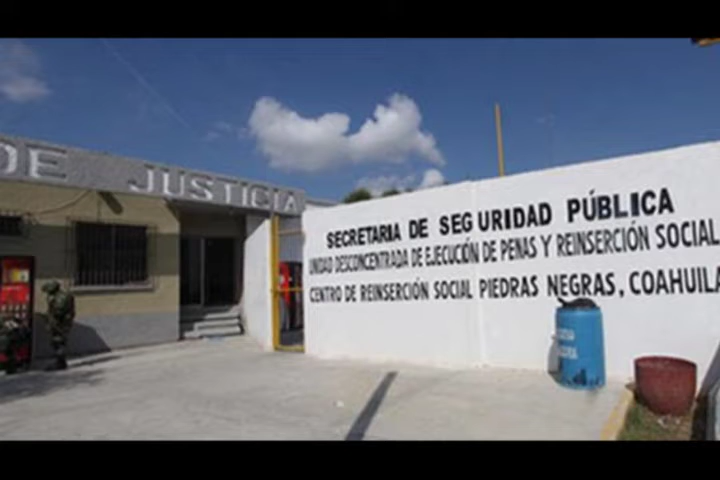 DE JUSTICIA
SECRETARIA DE SEGURIDAD PÚBLICA
UNIDAD DESCONCENTRADA DE EJECUCIÓN DE PENAS Y REINSERCIÓN SOCIAL
CENTRO DE REINSERCIÓN SOCIAL PIEDRAS NEGRAS, COAHUILA